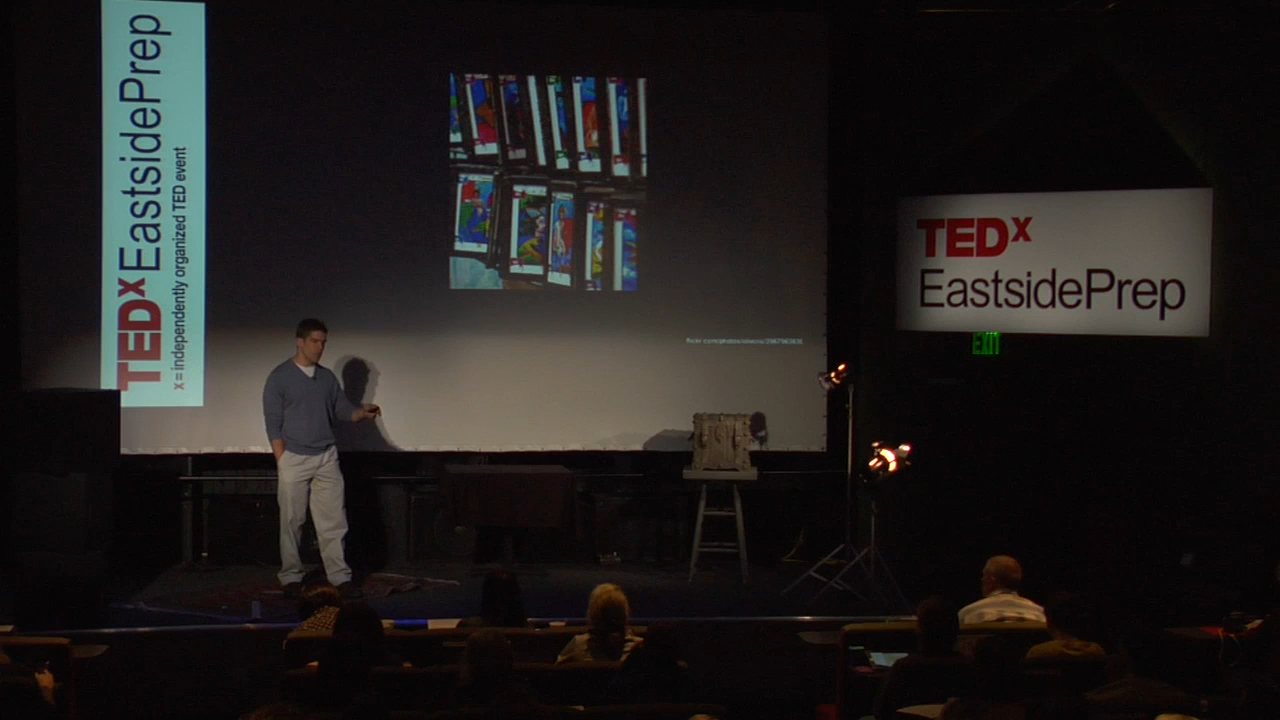 TEDx EastsidePrep
x = independently organized TED event
TEDx
EastsidePrep
EXIT